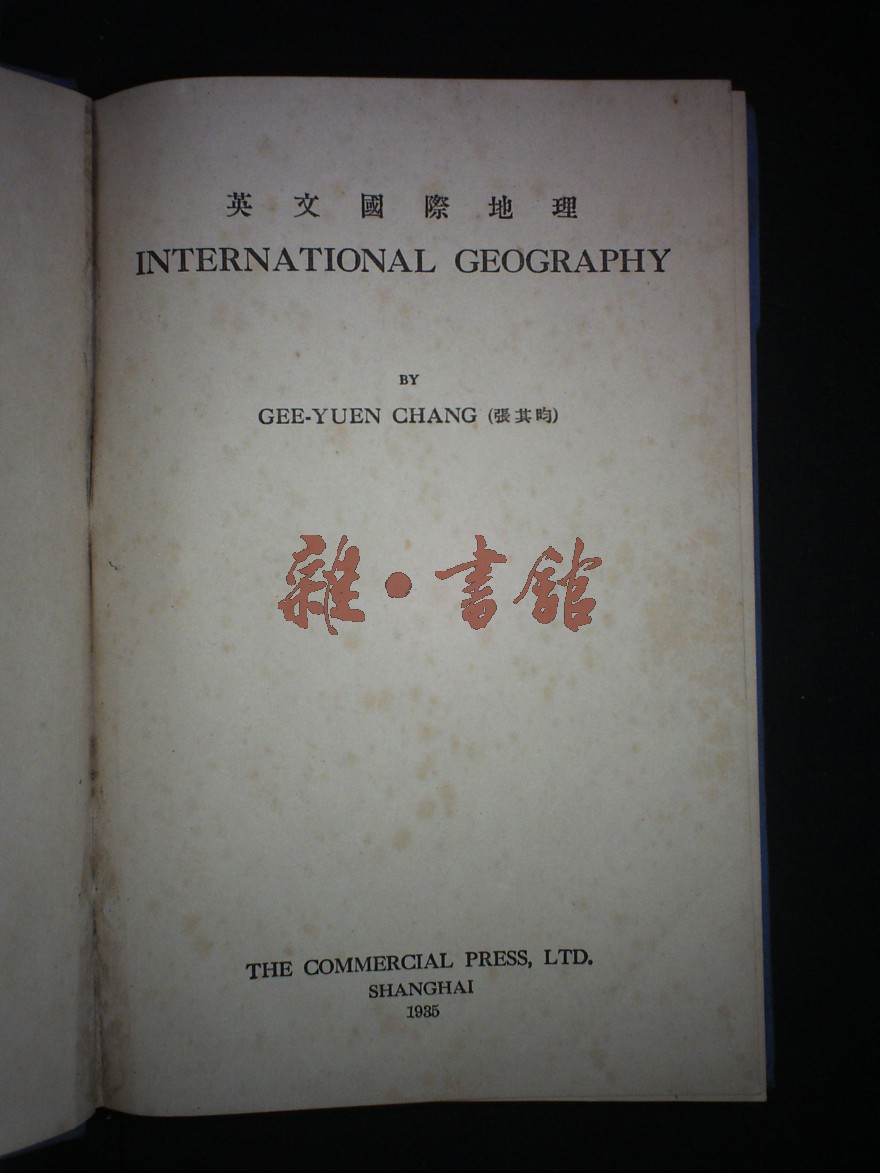 英文國際地理
INTERNATIONAL GEOGRAPHY
BY
GEE-YUEN CHANG (張其昀)
雜·書館
THE COMMERCIAL PRESS, LTD.
SHANGHAI
1935